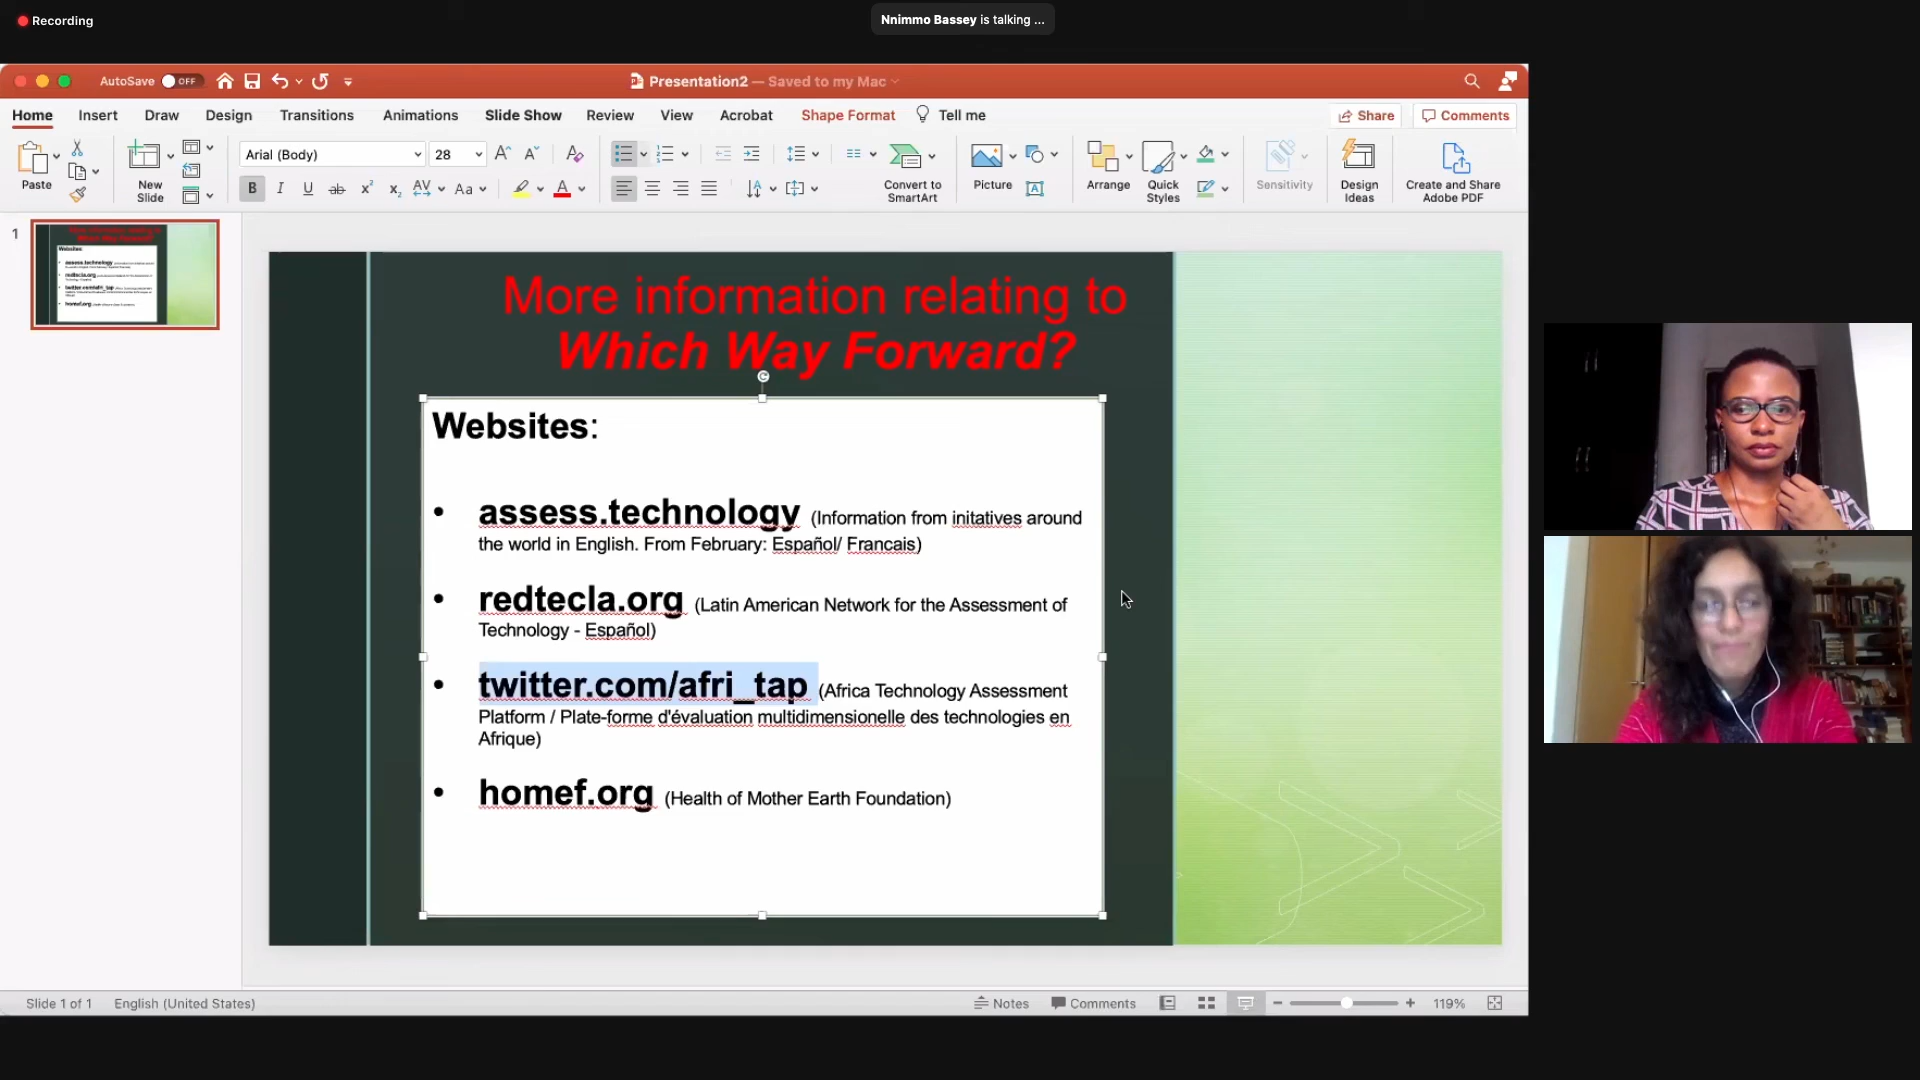 Recording
Nnimmo Bassey is talking ...
AutoSave OFF
Presentation2 — Saved to my Mac
Home Insert Draw Design Transitions Animations Slide Show Review View Acrobat Shape Format Tell me
Share Comments
Paste
New
Slide
Arial (Body) 28
Convert to
SmartArt
Picture
Arrange
Quick
Styles
Sensitivity
Design
Ideas
Create and Share
Adobe PDF
1
More information relating to
Which Way Forward?
Websites:
• assess.technology (Information from initatives around
the world in English. From February: Español/ Francais)
• redtecla.org (Latin American Network for the Assessment of
Technology - Español)
• twitter.com/afri_tap (Africa Technology Assessment
Platform / Plate-forme d'évaluation multidimensionelle des technologies en
Afrique)
• homef.org (Health of Mother Earth Foundation)
Slide 1 of 1 English (United States)
Notes Comments 119%